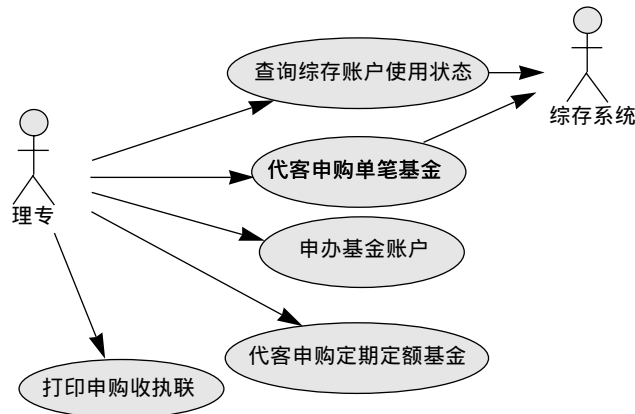 查询综存账户使用状态
综存系统
代客申购单笔基金
理专
申办基金账户
代客申购定期定额基金
打印申购收执联